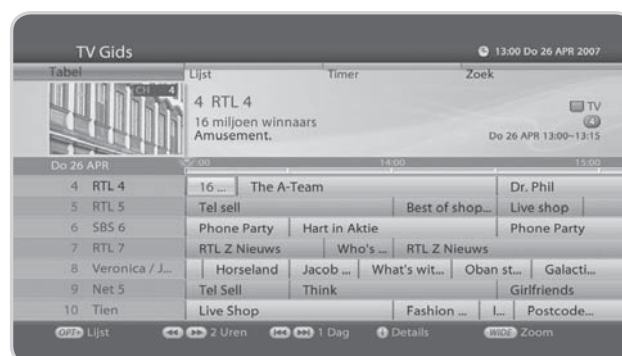 TV Gids 13:00 Do 26 APR 2007
Tabel Lijst Timer Zoek
CH 4
4 RTL 4 TV
16 miljoen winnaars 4
Amusement. Do 26 APR 13:00~13:15
Do 26 APR 13:00 14:00 15:00
4 RTL 4 16 ... The A-Team Dr. Phil
5 RTL 5 Tel sell Best of shop... Live shop
6 SBS 6 Phone Party Hart in Aktie Phone Party
7 RTL 7 RTL Z Nieuws Who's ... RTL Z Nieuws
8 Veronica / J... Horseland Jacob ... What's wit... Oban st... Galacti...
9 Net 5 Tel Sell Think Girlfriends
10 Tien Live Shop Fashion ... I... Postcode...
OPT+ Lijst 2 Uren 1 Dag Details WIDE Zoom